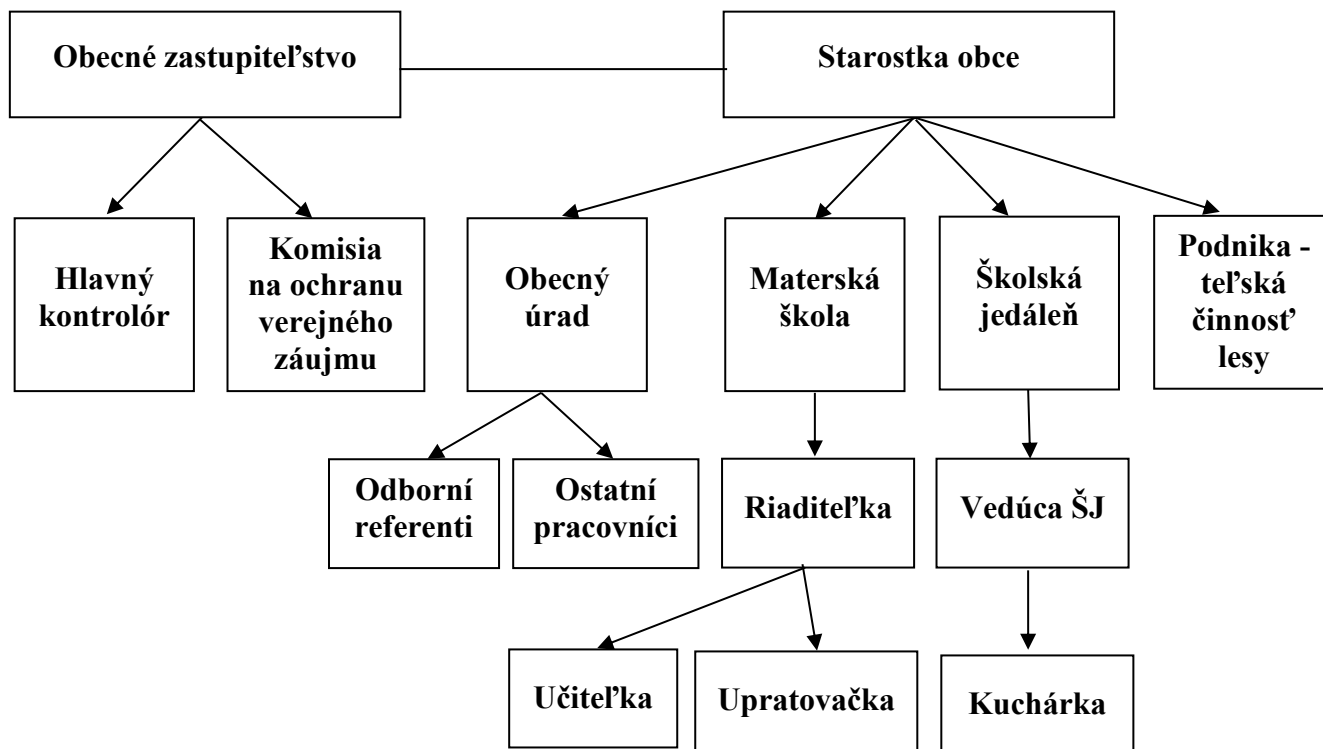 Obecné zastupiteľstvo
Starostka obce
Hlavný
kontrolór
Komisia
na ochranu
verejného
záujmu
Obecný
úrad
Materská
škola
Školská
jedáleň
Podnika -
teľská
činnosť
lesy
Odborní
referenti
Ostatní
pracovníci
Riaditeľka
Vedúca ŠJ
Učiteľka
Upratovačka
Kuchárka